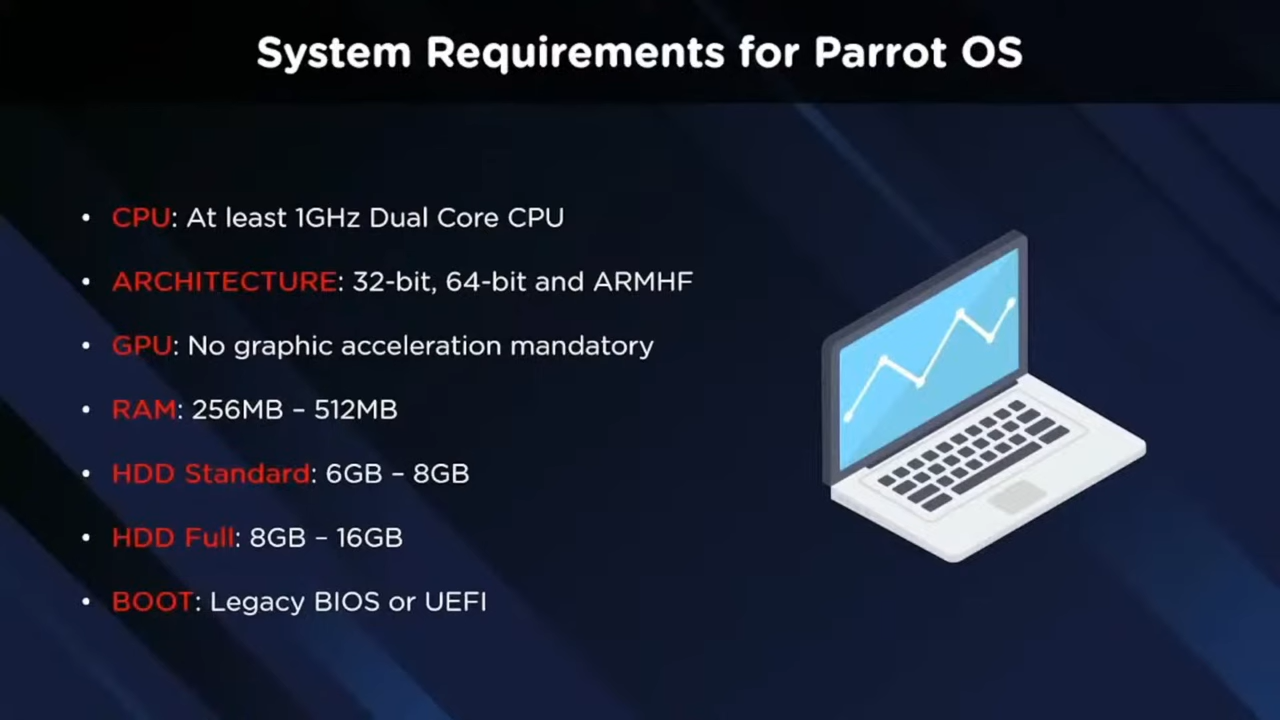 System Requirements for Parrot OS
• CPU: At least 1GHz Dual Core CPU
• ARCHITECTURE: 32-bit, 64-bit and ARMHF
• GPU: No graphic acceleration mandatory
• RAM: 256MB – 512MB
• HDD Standard: 6GB – 8GB
• HDD Full: 8GB – 16GB
• BOOT: Legacy BIOS or UEFI